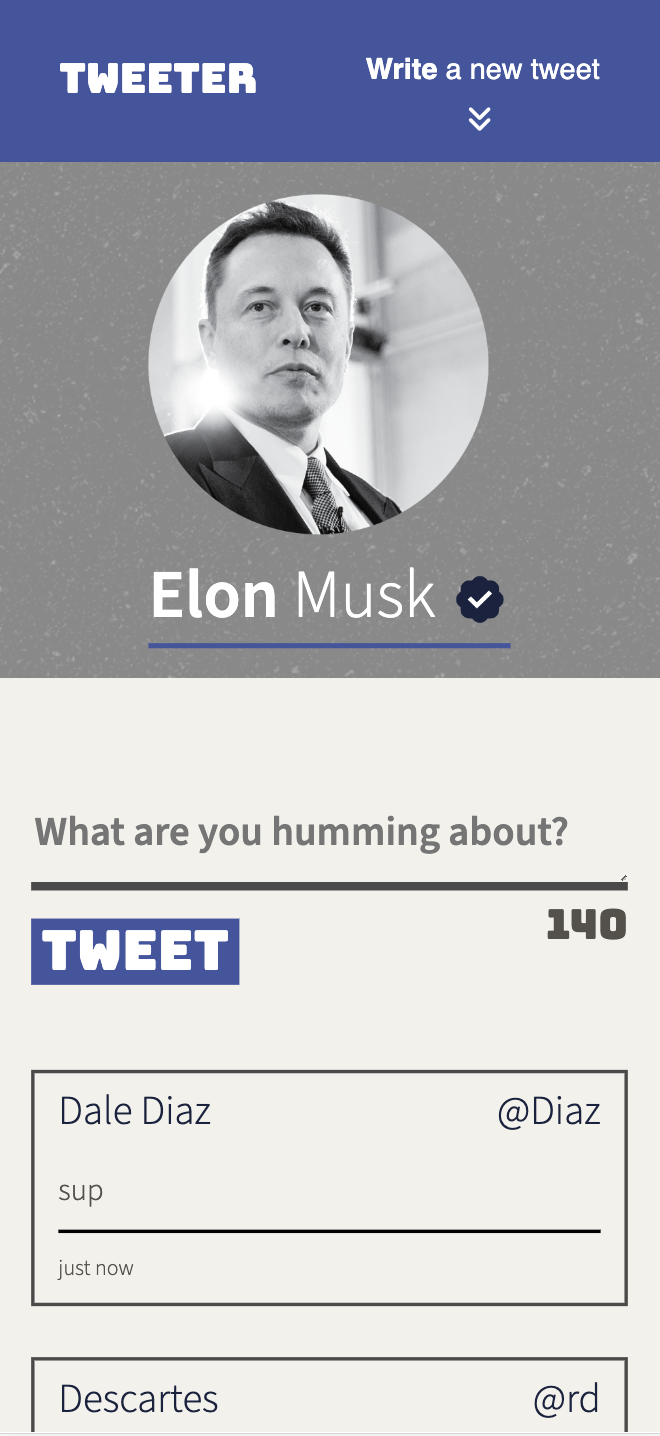 TWEETER
Write a new tweet
Elon Musk
What are you humming about?
TWEET
140
Dale Diaz @Diaz
sup
just now
Descartes @rd